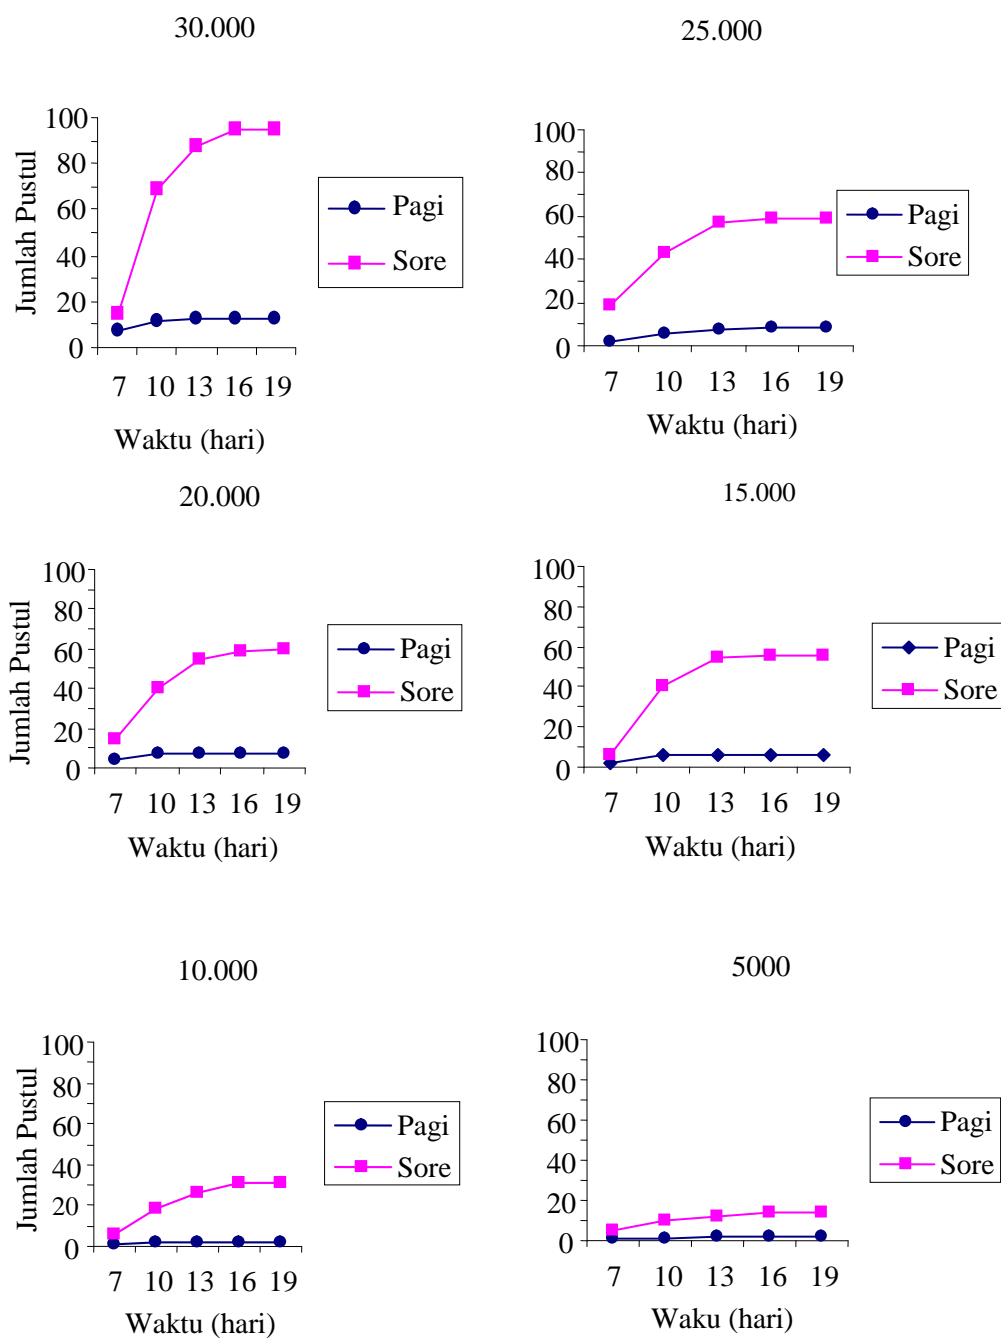 30.000
100
80
60
40
20
0
Jumlah Pustul
7 10 13 16 19
Waktu (hari)
Pagi
Sore
25.000
100
80
60
40
20
0
7 10 13 16 19
Waktu (hari)
Pagi
Sore
20.000
100
80
60
40
20
0
Jumlah Pustul
7 10 13 16 19
Waktu (hari)
Pagi
Sore
15.000
100
80
60
40
20
0
7 10 13 16 19
Waktu (hari)
Pagi
Sore
10.000
100
80
60
40
20
0
Jumlah Pustul
7 10 13 16 19
Waktu (hari)
Pagi
Sore
5000
100
80
60
40
20
0
7 10 13 16 19
Waku (hari)
Pagi
Sore